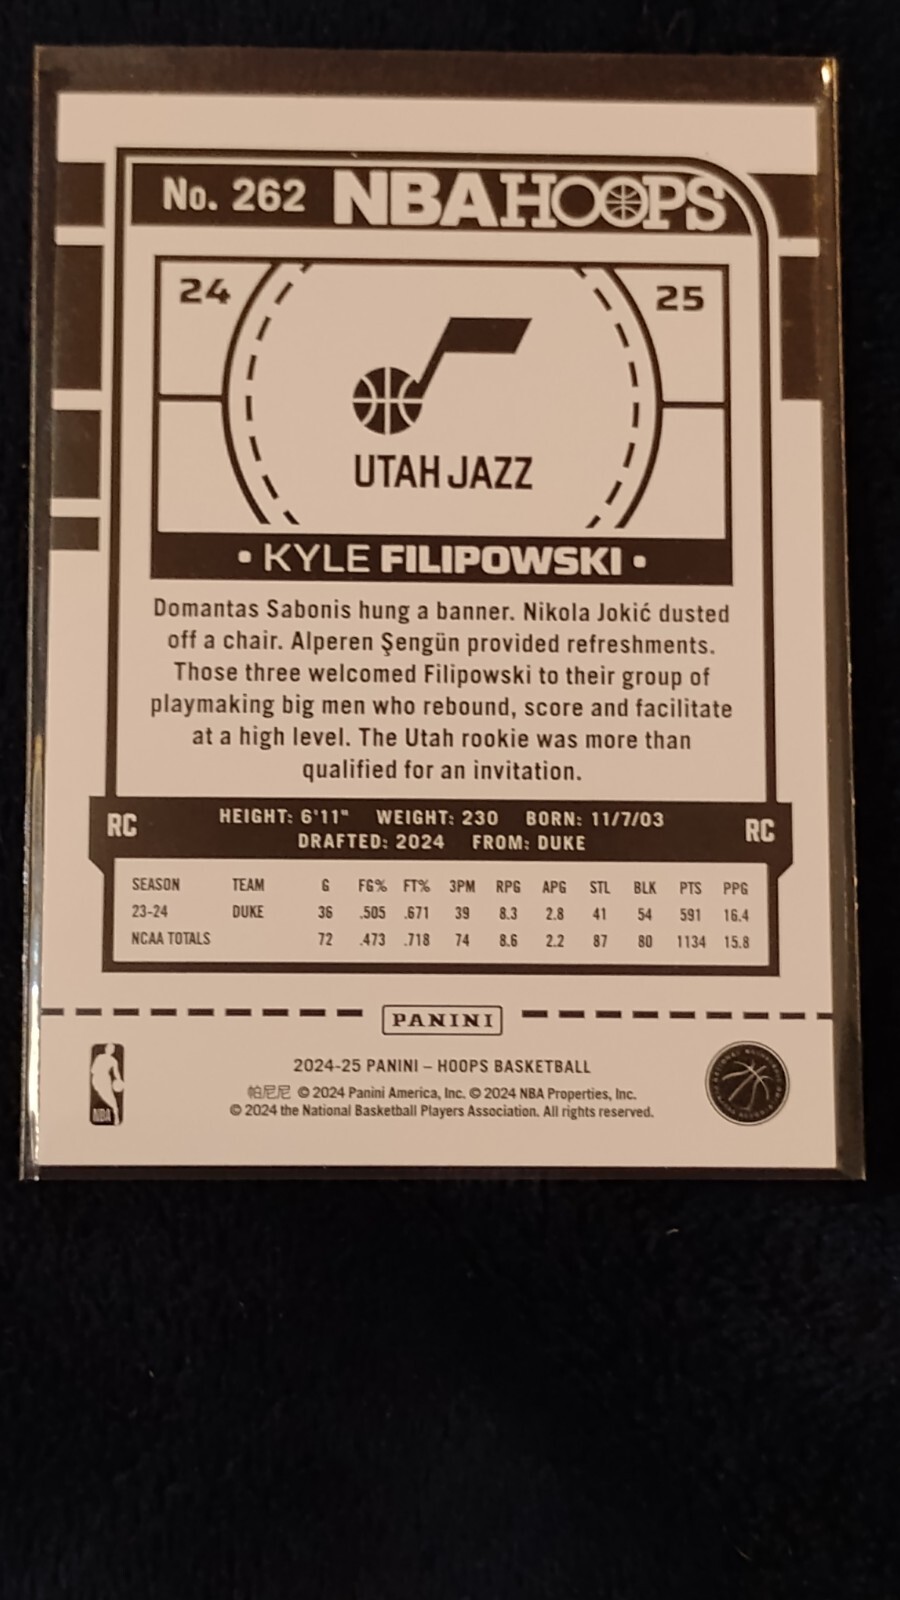 No. 262 NBA HOOPS
24 25
UTAH JAZZ
• KYLE FILIPOWSKI •
Domantas Sabonis hung a banner. Nikola Jokić dusted
off a chair. Alperen Şengün provided refreshments.
Those three welcomed Filipowski to their group of
playmaking big men who rebound, score and facilitate
at a high level. The Utah rookie was more than
qualified for an invitation.
RC HEIGHT: 6'11" WEIGHT: 230 BORN: 11/7/03 RC
DRAFTED: 2024 FROM: DUKE
SEASON TEAM G FG% FT% 3PM RPG APG STL BLK PTS PPG
23-24 DUKE 36 .505 .671 39 8.3 2.8 41 54 591 16.4
NCAA TOTALS 72 .473 .718 74 8.6 2.2 87 80 1134 15.8
PANINI
2024-25 PANINI – HOOPS BASKETBALL
帕尼尼 © 2024 Panini America, Inc. © 2024 NBA Properties, Inc.
© 2024 the National Basketball Players Association. All rights reserved.
NBA